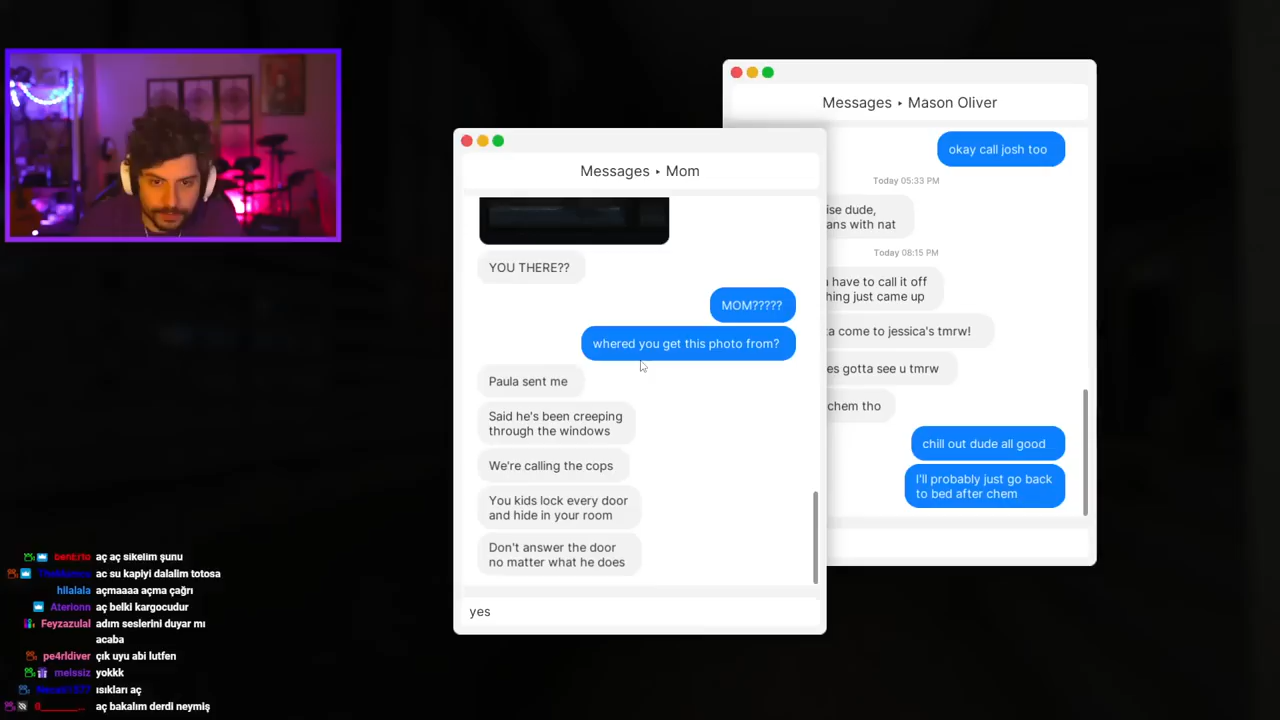 Messages ▸ Mason Oliver
okay call josh too
Today 05:33 PM
ise dude,
ans with nat
Today 08:15 PM
have to call it off
hing just came up
a come to jessica's tmrw!
es gotta see u tmrw
chem tho
chill out dude all good
I'll probably just go back
to bed after chem
Messages ▸ Mom
YOU THERE??
MOM?????
whered you get this photo from?
Paula sent me
Said he's been creeping
through the windows
We're calling the cops
You kids lock every door
and hide in your room
Don't answer the door
no matter what he does
yes
benErto aç aç sikelim şunu
ac su kapiyi dalalim totosa
hilalala açmaaaa açma çağrı
Aterionn aç belki kargocudur
Feyzazulal adım seslerini duyar mı
acaba
pe4rldiver çık uyu abi lutfen
meissiz yokkk
ısıkları aç
aç bakalım derdi neymiş